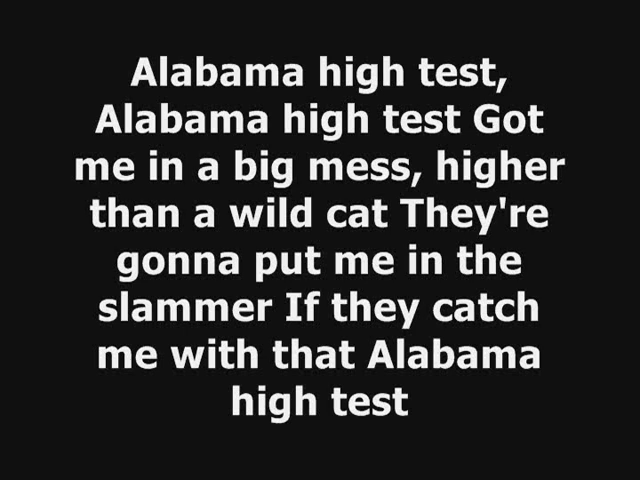 Alabama high test,
Alabama high test Got
me in a big mess, higher
than a wild cat They're
gonna put me in the
slammer If they catch
me with that Alabama
high test